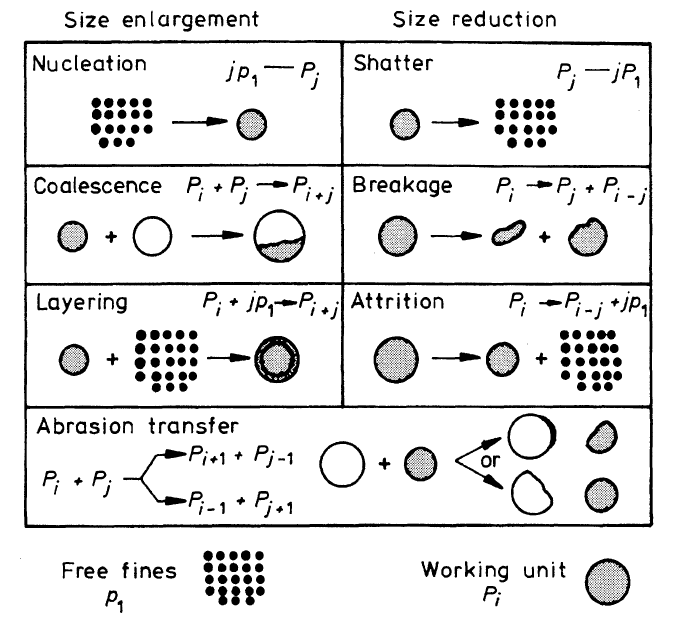 Size enlargement
Size reduction
Nucleation
jp₁ — Pⱼ
Shatter
Pⱼ — jP₁
Coalescence
Pᵢ + Pⱼ → Pᵢ₊ⱼ
+
Breakage
Pᵢ → Pⱼ + Pᵢ₋ⱼ
+
Layering
Pᵢ + jp₁ → Pᵢ₊ⱼ
+
Attrition
Pᵢ → Pᵢ₋ⱼ + jp₁
+
Abrasion transfer
Pᵢ + Pⱼ
Pᵢ₊₁ + Pⱼ₋₁
Pᵢ₋₁ + Pⱼ₊₁
+
or
Free fines
p₁
Working unit
Pᵢ